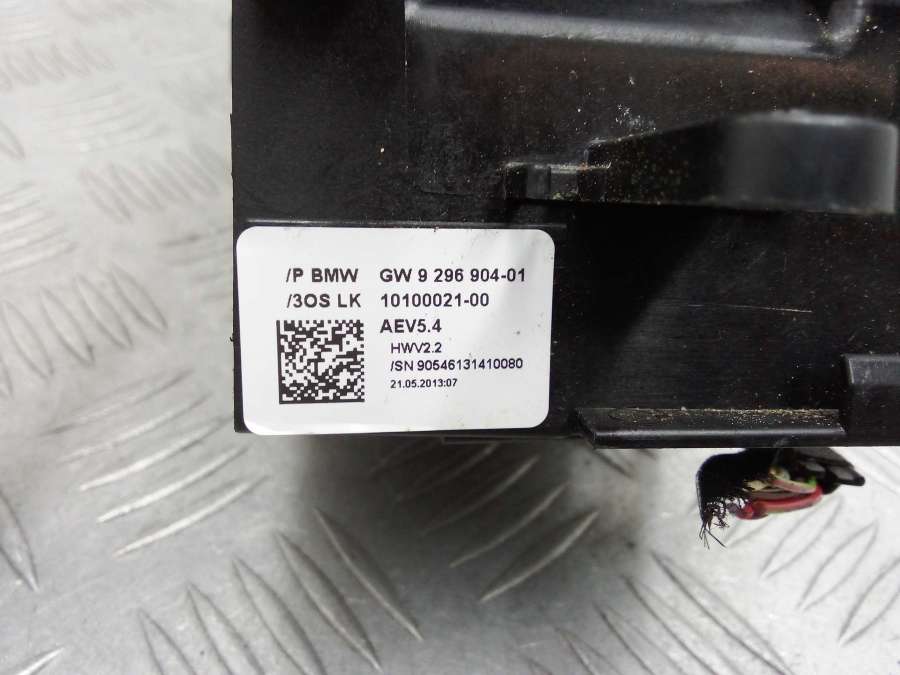 /P BMW GW 9 296 904-01
/3OS LK 10100021-00
AEV5.4
HWV2.2
/SN 90546131410080
21.05.2013:07